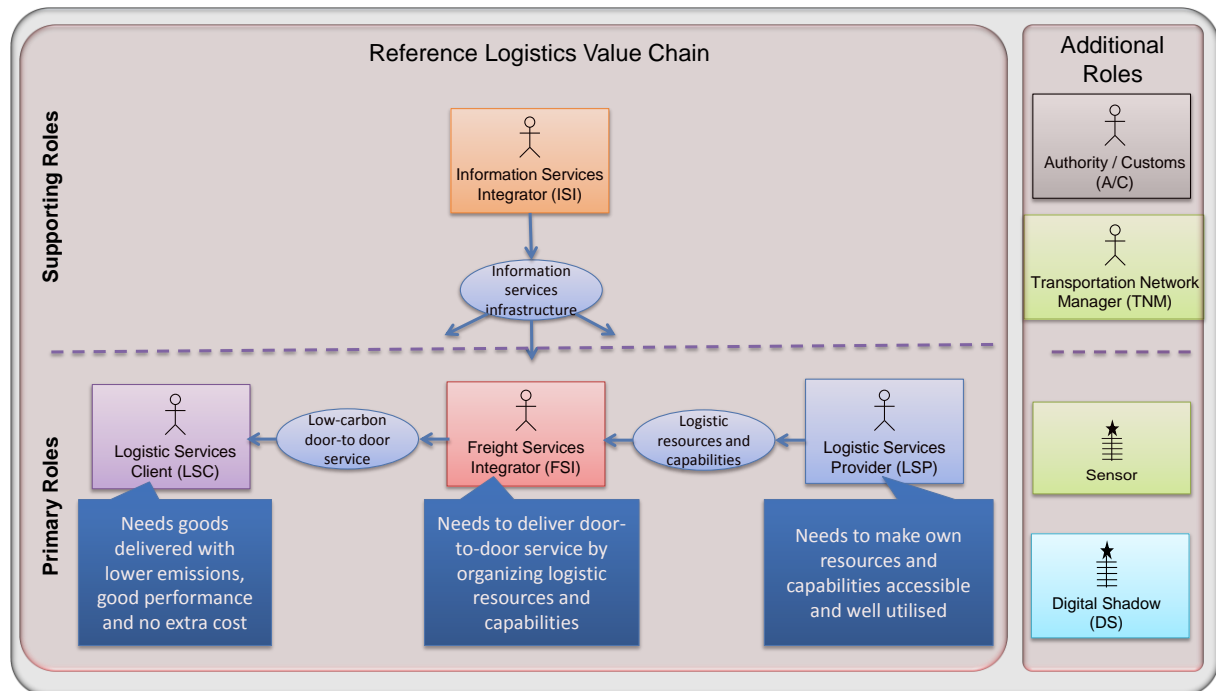 Reference Logistics Value Chain
Supporting Roles
Information Services
Integrator (ISI)
Information
services
infrastructure
Primary Roles
Logistic Services
Client (LSC)
Low-carbon
door-to door
service
Freight Services
Integrator (FSI)
Logistic
resources and
capabilities
Logistic Services
Provider (LSP)
Needs goods
delivered with
lower emissions,
good performance
and no extra cost
Needs to deliver door-
to-door service by
organizing logistic
resources and
capabilities
Needs to make own
resources and
capabilities accessible
and well utilised
Additional
Roles
Authority / Customs
(A/C)
Transportation Network
Manager (TNM)
Sensor
Digital Shadow
(DS)